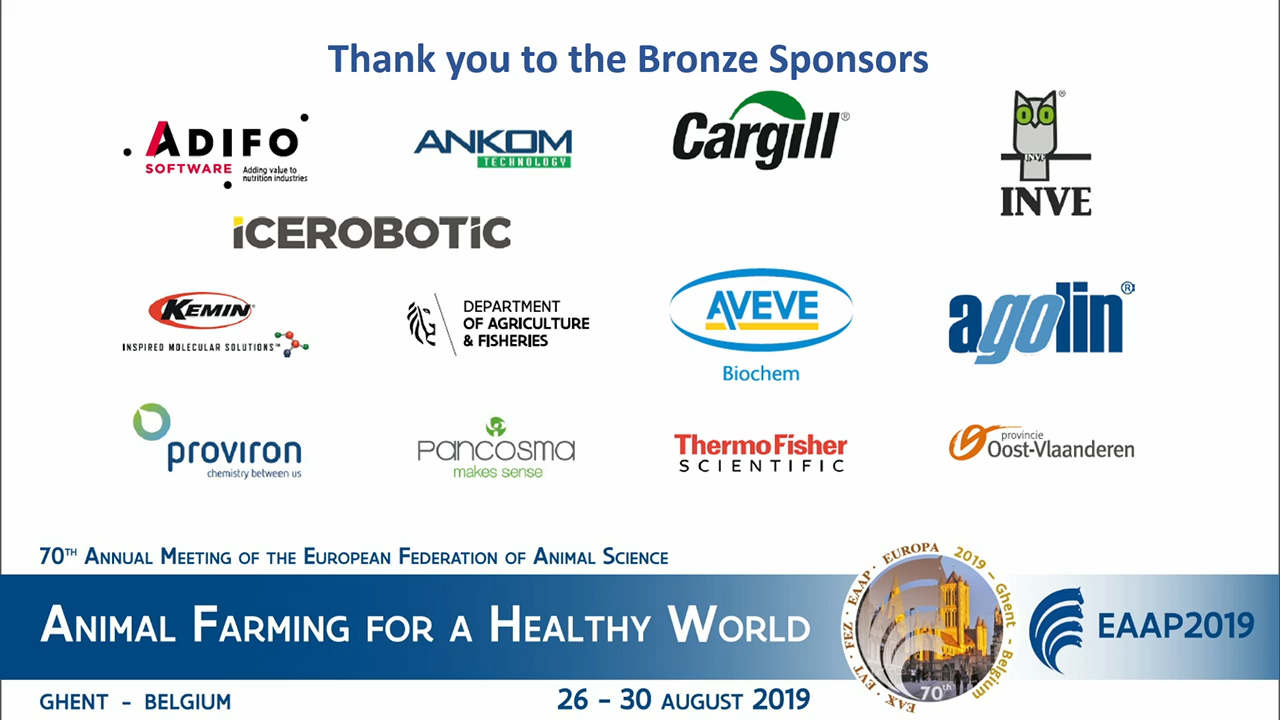 Thank you to the Bronze Sponsors
ADIFO
SOFTWARE
Adding value to
nutrition industries
ANKOM
TECHNOLOGY
Cargill®
INVE
INVE
iCEROBOTiC
KEMIN®
INSPIRED MOLECULAR SOLUTIONS™
DEPARTMENT
OF AGRICULTURE
& FISHERIES
AVEVE
Biochem
agolin®
proviron
chemistry between us
PANCOSMA
makes sense
ThermoFisher
SCIENTIFIC
provincie
Oost-Vlaanderen
70TH ANNUAL MEETING OF THE EUROPEAN FEDERATION OF ANIMAL SCIENCE
ANIMAL FARMING FOR A HEALTHY WORLD
EAX • EVT • FEZ • EAAP • EUROPA
2019 – Ghent - Belgium
70th
EAAP2019
GHENT - BELGIUM
26 – 30 AUGUST 2019